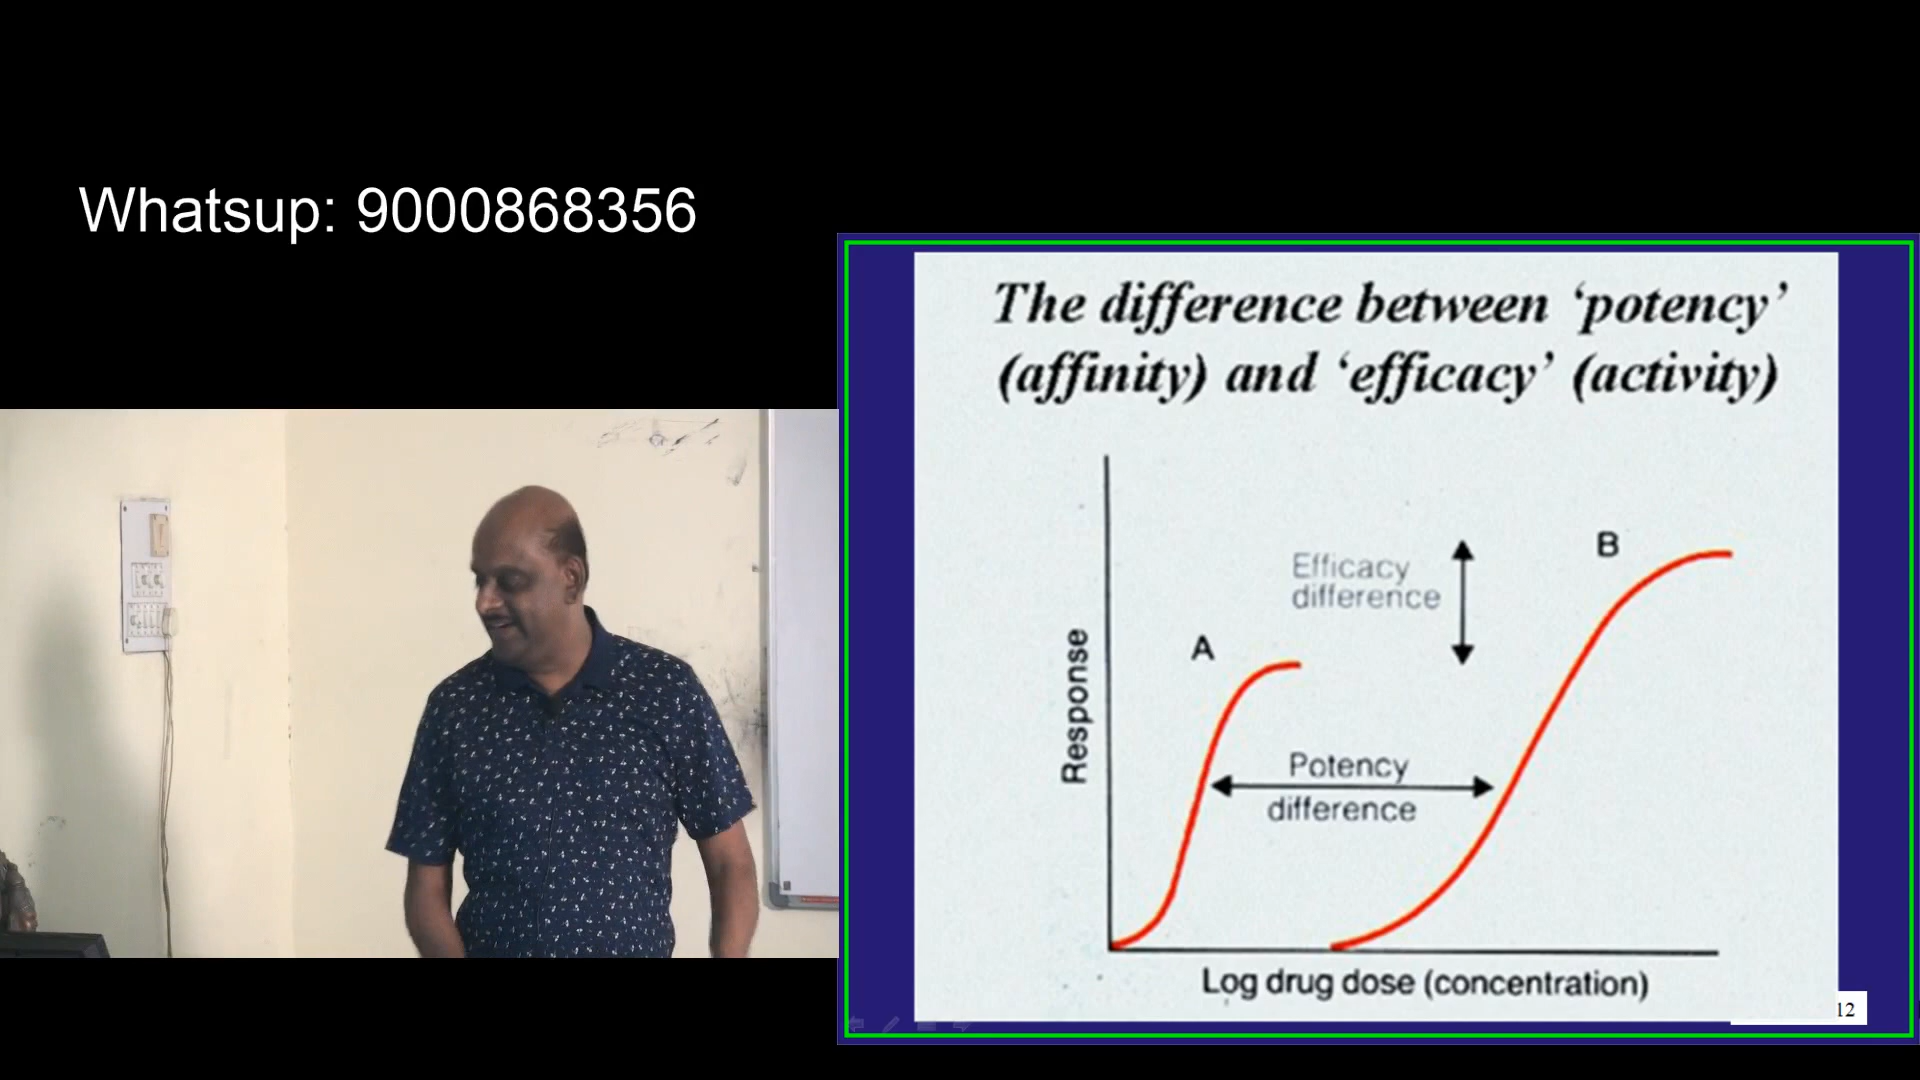 Whatsup: 9000868356
The difference between ‘potency’
(affinity) and ‘efficacy’ (activity)
Efficacy
difference
B
A
Potency
difference
Response
Log drug dose (concentration)
12